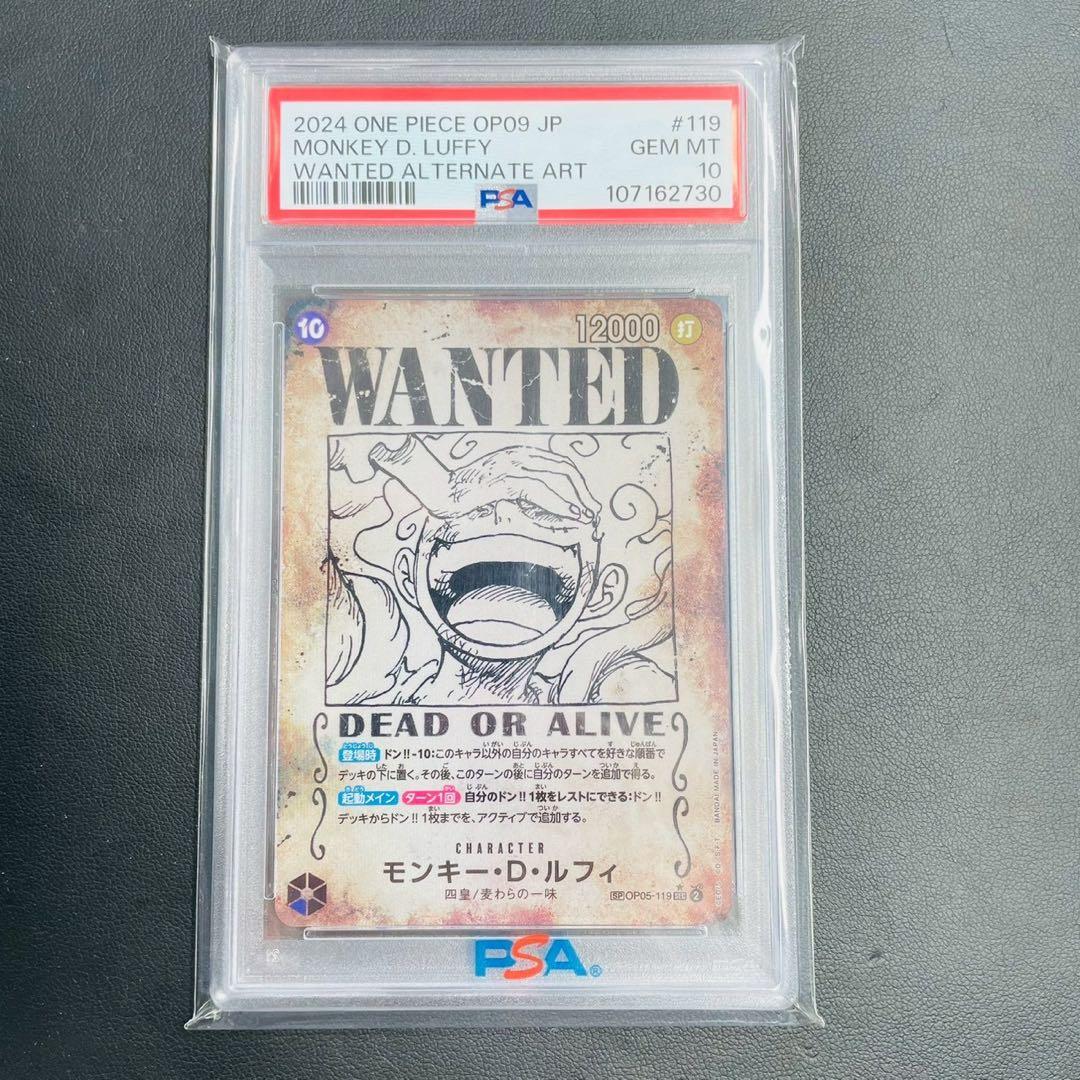 2024 ONE PIECE OP09 JP #119
MONKEY D. LUFFY GEM MT
WANTED ALTERNATE ART 10
PSA 107162730
10 12000 打
WANTED
DEAD OR ALIVE
登場時 ドン!!-10:このキャラ以外の自分のキャラすべてを好きな順番で
デッキの下に置く。その後、このターンの後に自分のターンを追加で得る。
起動メイン ターン1回 自分のドン!!1枚をレストにできる:ドン!!
デッキからドン!!1枚までを、アクティブで追加する。
CHARACTER
モンキー・D・ルフィ
四皇/麦わらの一味
SP OP05-119 SEC 2
BANDAI MADE IN JAPAN
PSA®